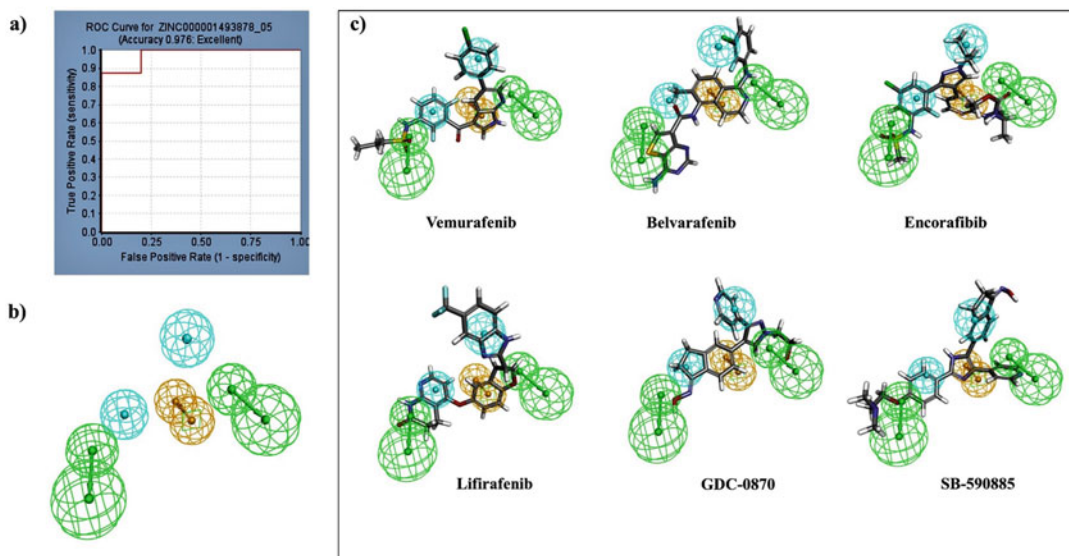 a)
ROC Curve for ZINC000001493878_05
(Accuracy 0.976: Excellent)
True Positive Rate (sensitivity)
1.0
0.9
0.8
0.7
0.6
0.5
0.4
0.3
0.2
0.1
0.0
0.00 0.25 0.50 0.75 1.00
False Positive Rate (1 - specificity)
b)
c)
Vemurafenib Belvarafenib Encorafibib
Lifirafenib GDC-0870 SB-590885